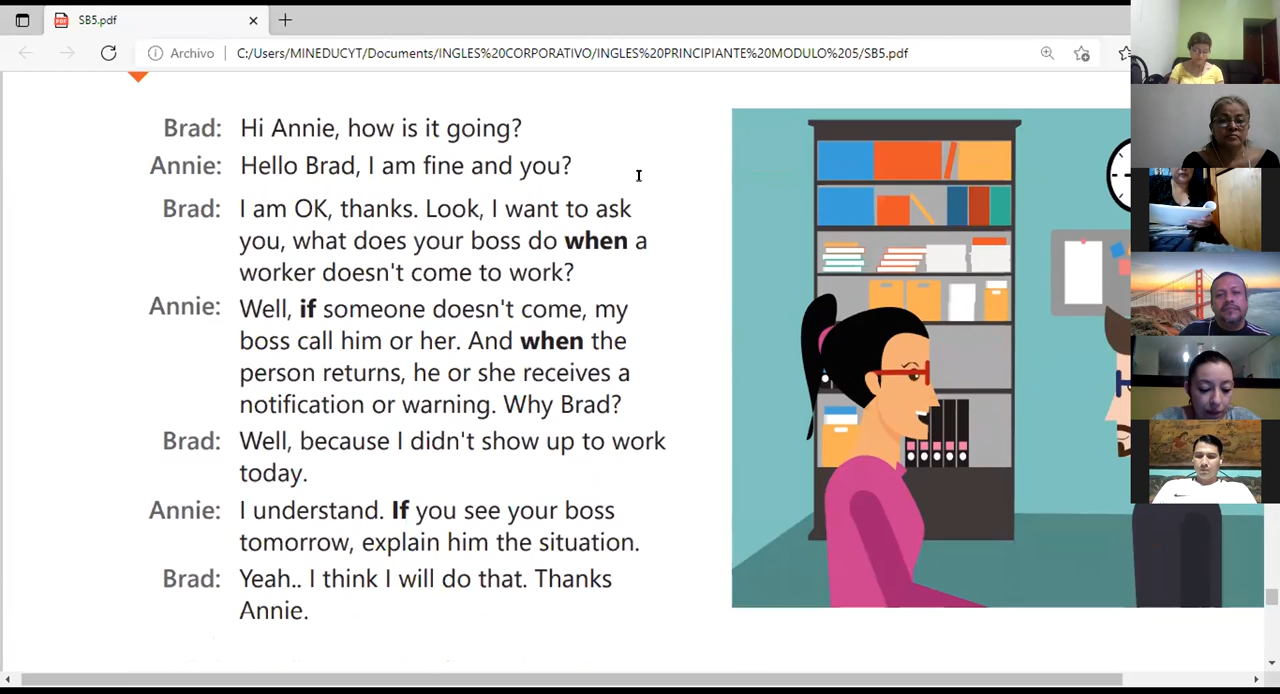 SB5.pdf
Archivo
C:/Users/MINEDUCYT/Documents/INGLES%20CORPORATIVO/INGLES%20PRINCIPIANTE%20MODULO%205/SB5.pdf
Brad: Hi Annie, how is it going?
Annie: Hello Brad, I am fine and you?
Brad: I am OK, thanks. Look, I want to ask
you, what does your boss do when a
worker doesn't come to work?
Annie: Well, if someone doesn't come, my
boss call him or her. And when the
person returns, he or she receives a
notification or warning. Why Brad?
Brad: Well, because I didn't show up to work
today.
Annie: I understand. If you see your boss
tomorrow, explain him the situation.
Brad: Yeah.. I think I will do that. Thanks
Annie.